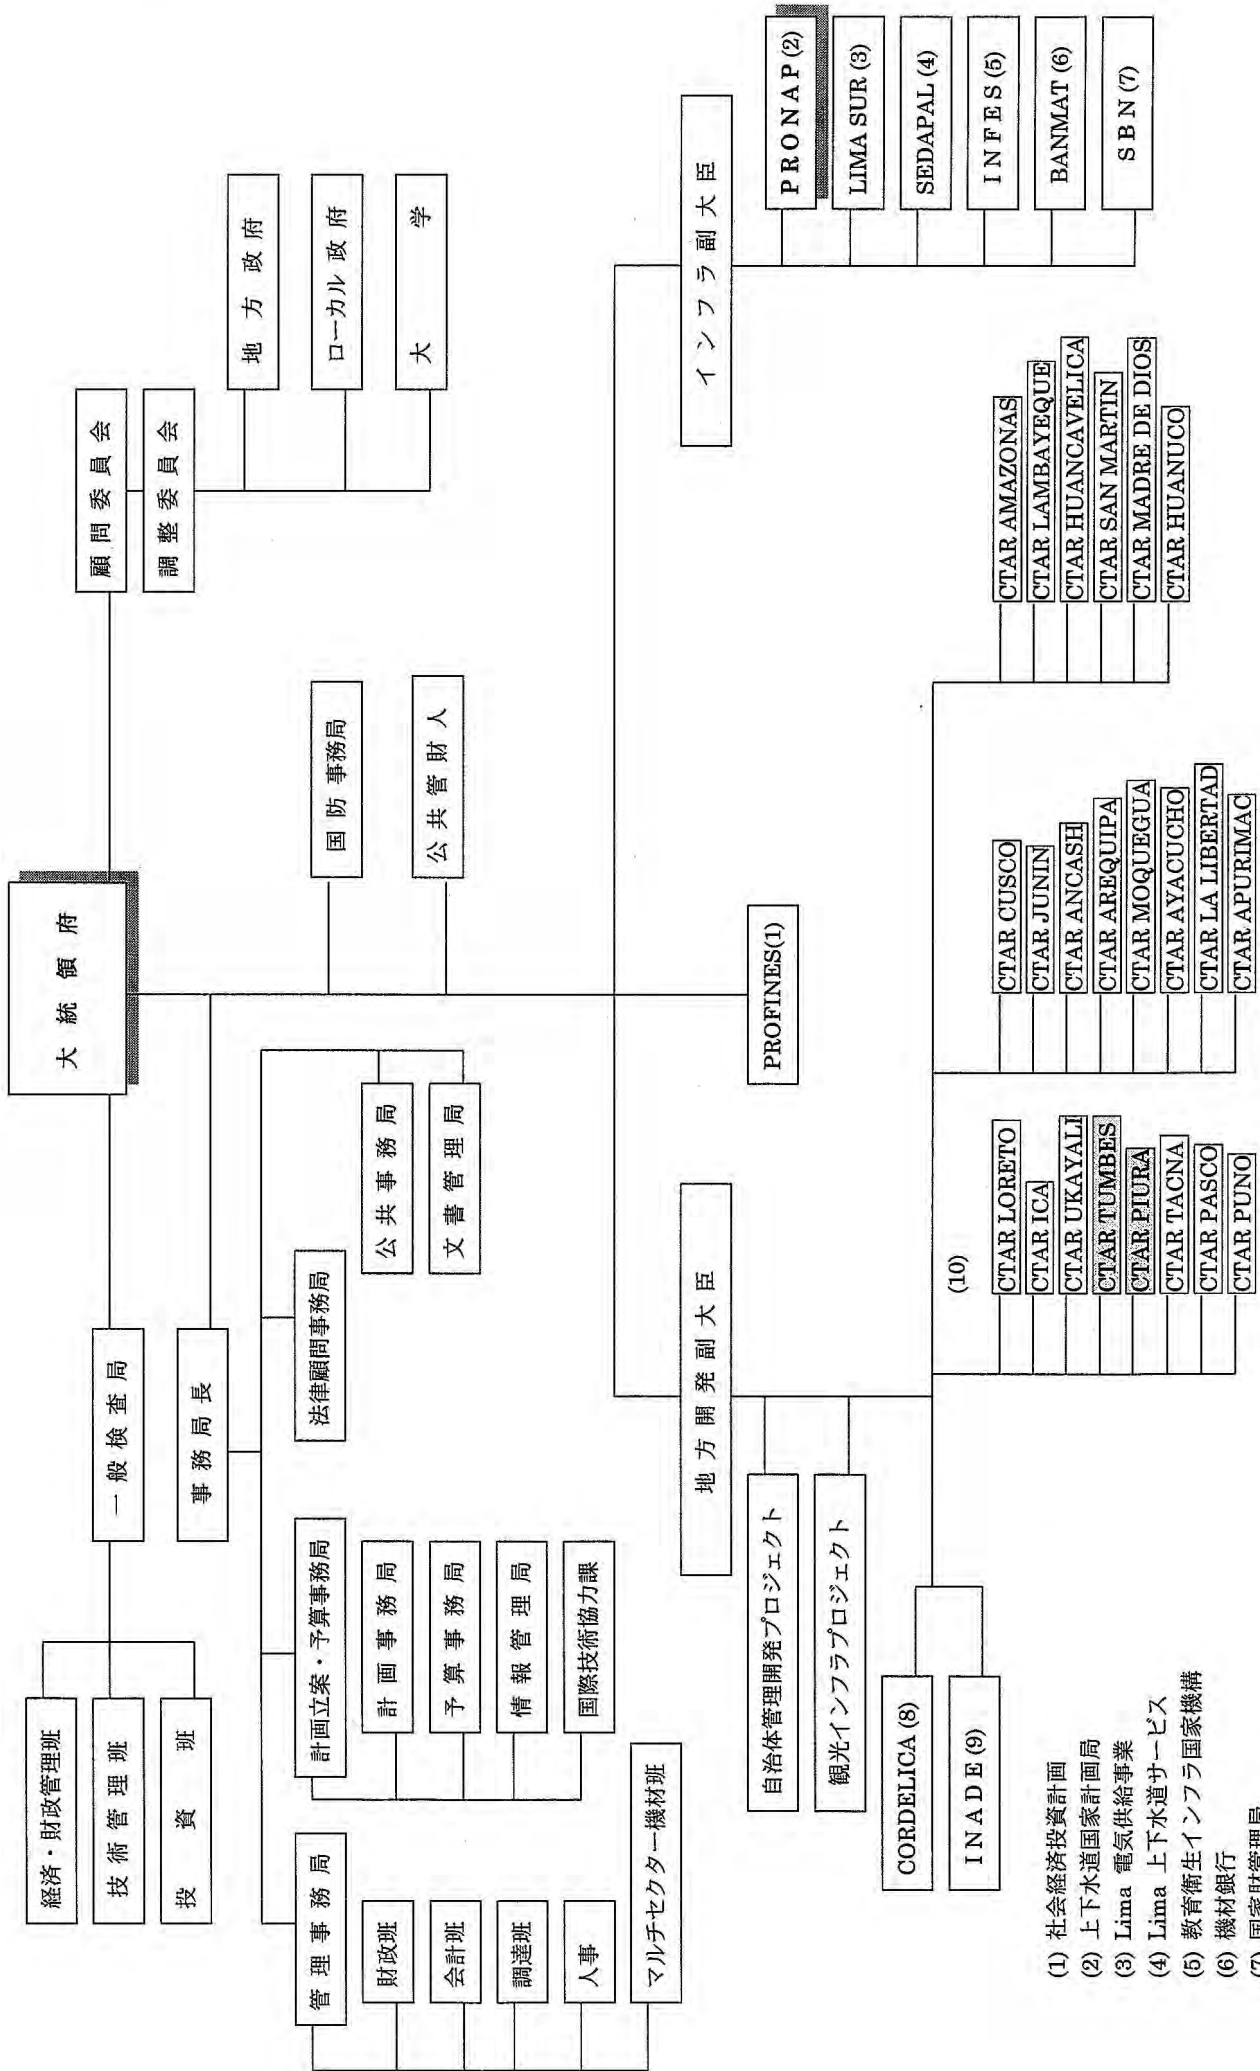 大統領府
顧問委員会
調整委員会
地方政府
ローカル政府
大学
一般検査局
経済・財政管理班
技術管理班
投資班
事務局長
国防事務局
公共管財人
管理事務局
計画立案・予算事務局
法律顧問事務局
公共事務局
文書管理局
財政班
会計班
調達班
人事
マルチセクター機材班
計画事務局
予算事務局
情報管理局
国際技術協力課
地方開発副大臣
インフラ副大臣
自治体管理開発プロジェクト
観光インフラプロジェクト
PROFINES(1)
PRONAP (2)
LIMA SUR (3)
SEDAPAL (4)
INFES (5)
BANMAT (6)
SBN (7)
CORDELICA (8)
INADE (9)
(10)
CTAR LORETO
CTAR ICA
CTAR UKAYALI
CTAR TUMBES
CTAR PIURA
CTAR TACNA
CTAR PASCO
CTAR PUNO
CTAR CUSCO
CTAR JUNIN
CTAR ANCASH
CTAR AREQUIPA
CTAR MOQUEGUA
CTAR AYACUCHO
CTAR LA LIBERTAD
CTAR APURIMAC
CTAR AMAZONAS
CTAR LAMBAYEQUE
CTAR HUANCAVELICA
CTAR SAN MARTIN
CTAR MADRE DE DIOS
CTAR HUANUCO
(1) 社会経済投資計画
(2) 上下水道国家計画局
(3) Lima 電気供給事業
(4) Lima 上下水道サービス
(5) 教育衛生インフラ国家機構
(6) 機材銀行
(7) 国家財管理局